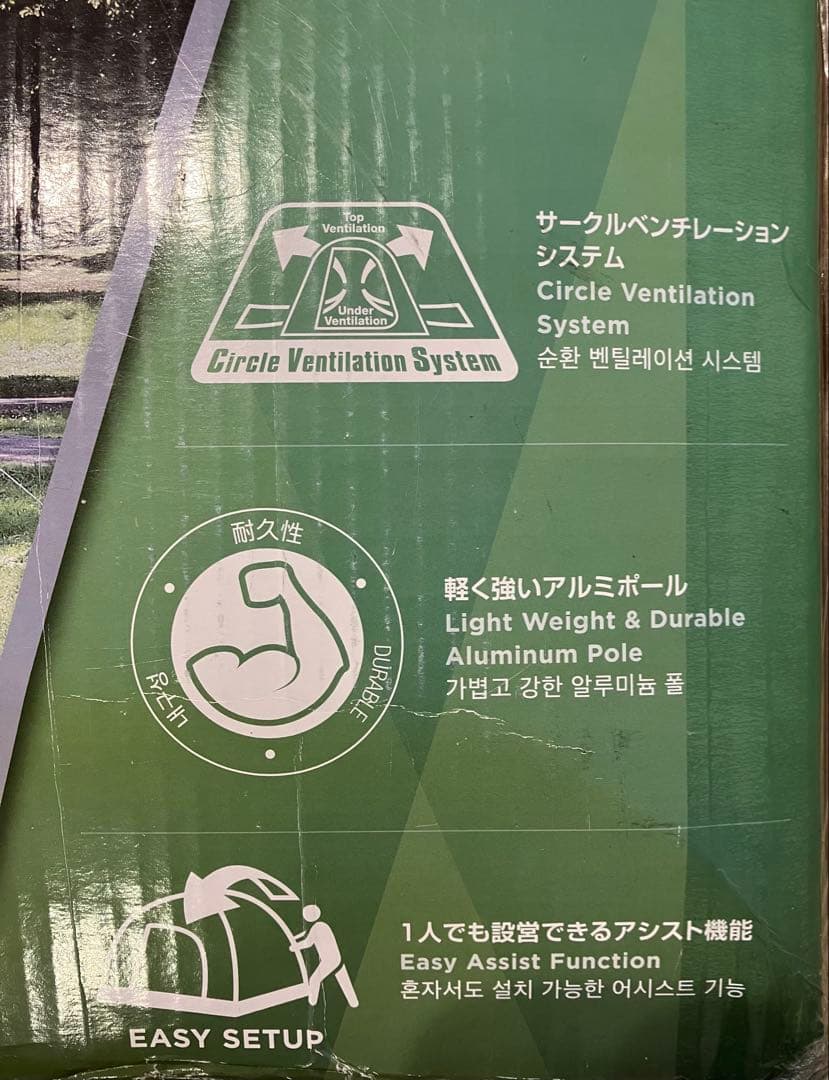 Top
Ventilation
Under
Ventilation
Circle Ventilation System
サークルベンチレーション
システム
Circle Ventilation
System
순환 벤틸레이션 시스템
耐久性
DURABLE
내구성
軽く強いアルミポール
Light Weight & Durable
Aluminum Pole
가볍고 강한 알루미늄 폴
EASY SETUP
1人でも設営できるアシスト機能
Easy Assist Function
혼자서도 설치 가능한 어시스트 기능